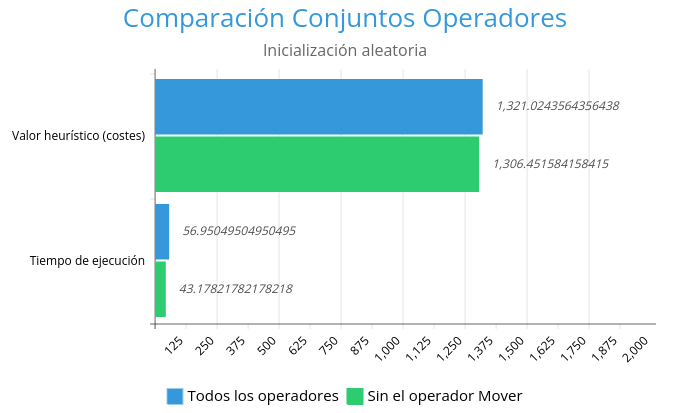 Comparación Conjuntos Operadores
Inicialización aleatoria
Valor heurístico (costes)
1,321.0243564356438
1,306.451584158415
Tiempo de ejecución
56.95049504950495
43.17821782178218
125 250 375 500 625 750 875 1,000 1,125 1,250 1,375 1,500 1,625 1,750 1,875 2,000
Todos los operadores Sin el operador Mover